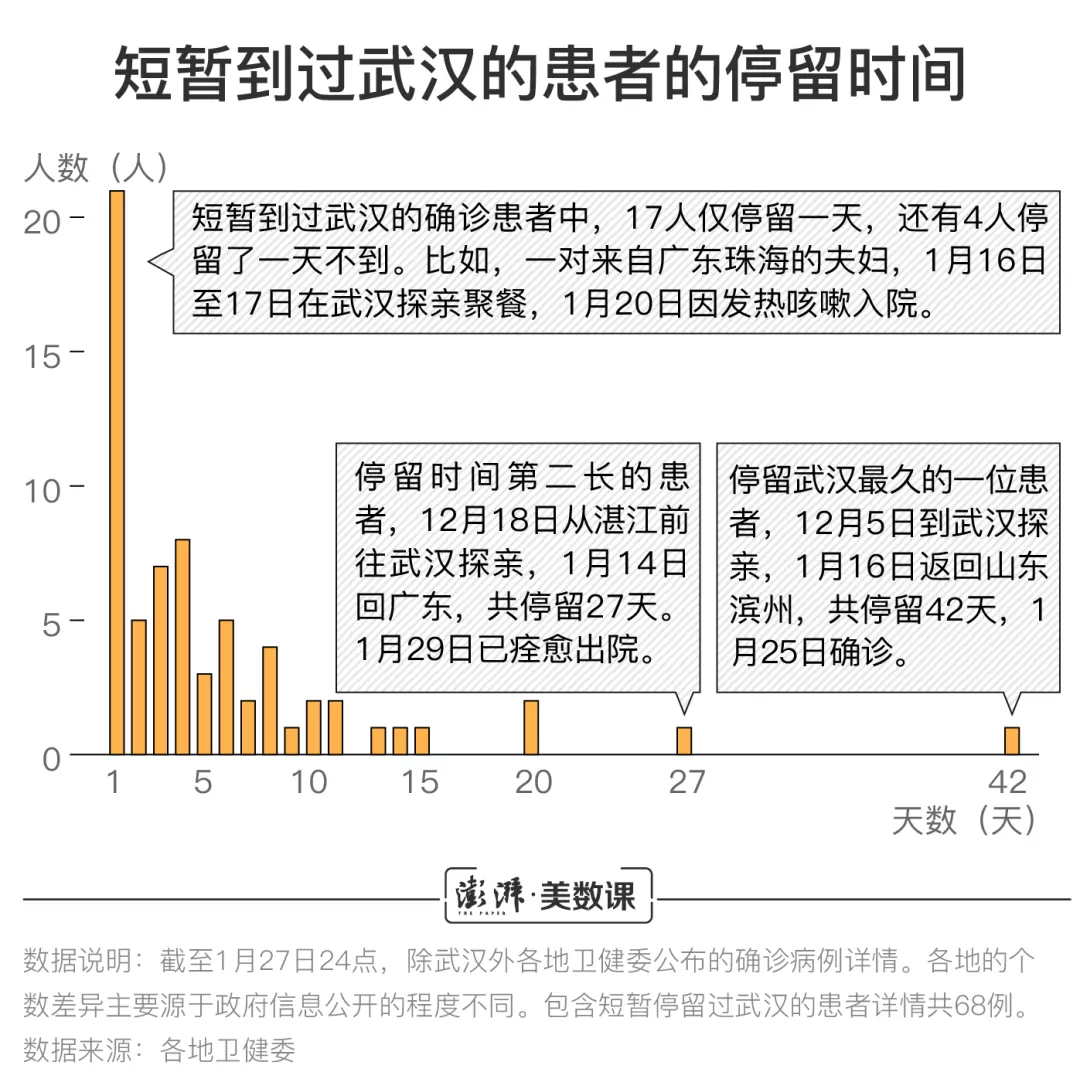 短暂到过武汉的患者的停留时间
人数（人）
20
15
10
5
0
短暂到过武汉的确诊患者中，17人仅停留一天，还有4人停
留了一天不到。比如，一对来自广东珠海的夫妇，1月16日
至17日在武汉探亲聚餐，1月20日因发热咳嗽入院。
停留时间第二长的患
者，12月18日从湛江前
往武汉探亲，1月14日
回广东，共停留27天。
1月29日已痊愈出院。
停留武汉最久的一位患
者，12月5日到武汉探
亲，1月16日返回山东
滨州，共停留42天，1
月25日确诊。
1 5 10 15 20 27 42
天数（天）
澎湃·美数课
THE PAPER
数据说明：截至1月27日24点，除武汉外各地卫健委公布的确诊病例详情。各地的个
数差异主要源于政府信息公开的程度不同。包含短暂停留过武汉的患者详情共68例。
数据来源：各地卫健委